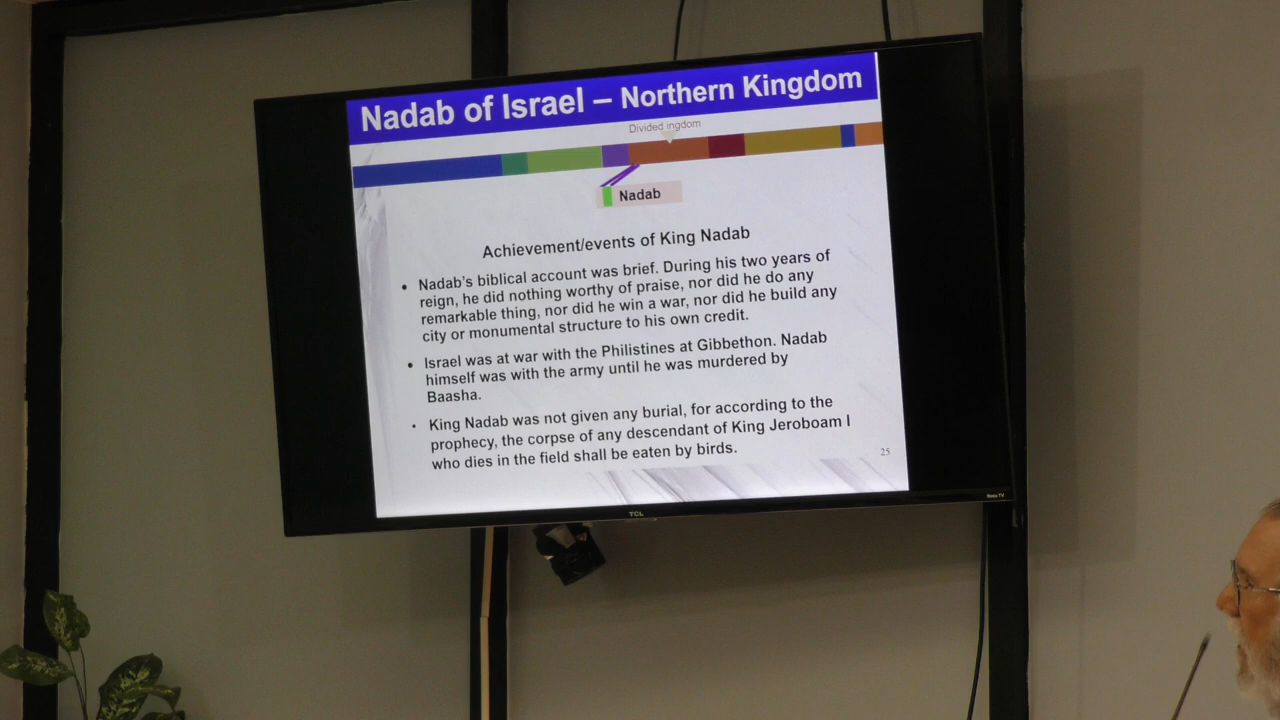 Nadab of Israel – Northern Kingdom
Divided ingdom
Nadab
Achievement/events of King Nadab
• Nadab's biblical account was brief. During his two years of
reign, he did nothing worthy of praise, nor did he do any
remarkable thing, nor did he win a war, nor did he build any
city or monumental structure to his own credit.
• Israel was at war with the Philistines at Gibbethon. Nadab
himself was with the army until he was murdered by
Baasha.
• King Nadab was not given any burial, for according to the
prophecy, the corpse of any descendant of King Jeroboam I
who dies in the field shall be eaten by birds.
25
TCL
Roku TV